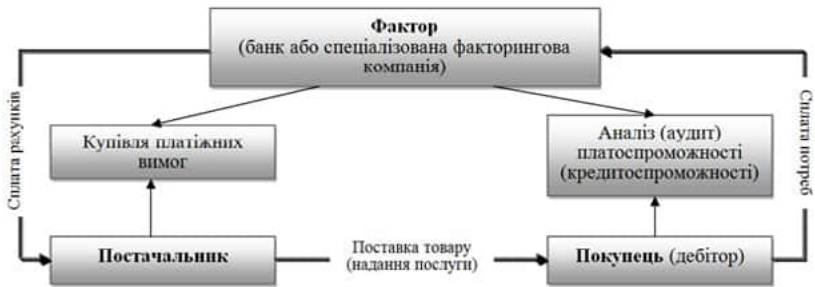 Фактор
(банк або спеціалізована факторингова
компанія)
Сплата рахунків
Купівля платіжних
вимог
Аналіз (аудит)
платоспроможності
(кредитоспроможності)
Сплата потреб
Постачальник
Поставка товару
(надання послуги)
Покупець (дебітор)